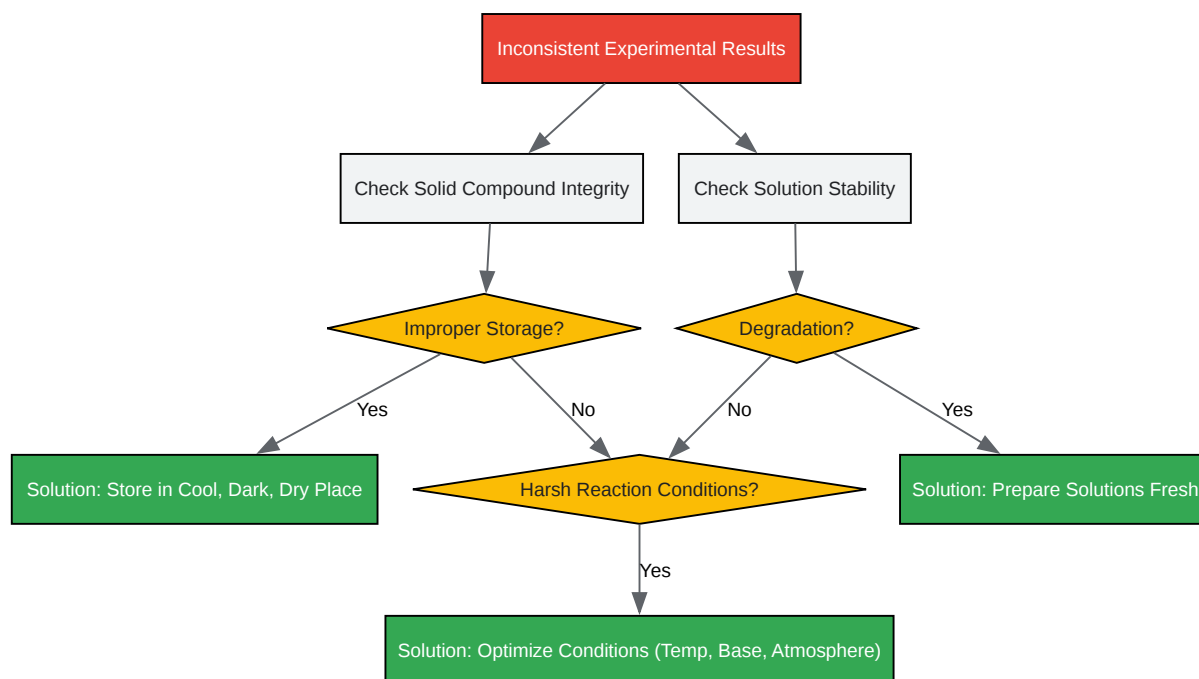 Inconsistent Experimental Results
Check Solid Compound Integrity
Check Solution Stability
Improper Storage?
Degradation?
Yes
No
No
Yes
Solution: Store in Cool, Dark, Dry Place
Harsh Reaction Conditions?
Solution: Prepare Solutions Fresh
Yes
Solution: Optimize Conditions (Temp, Base, Atmosphere)